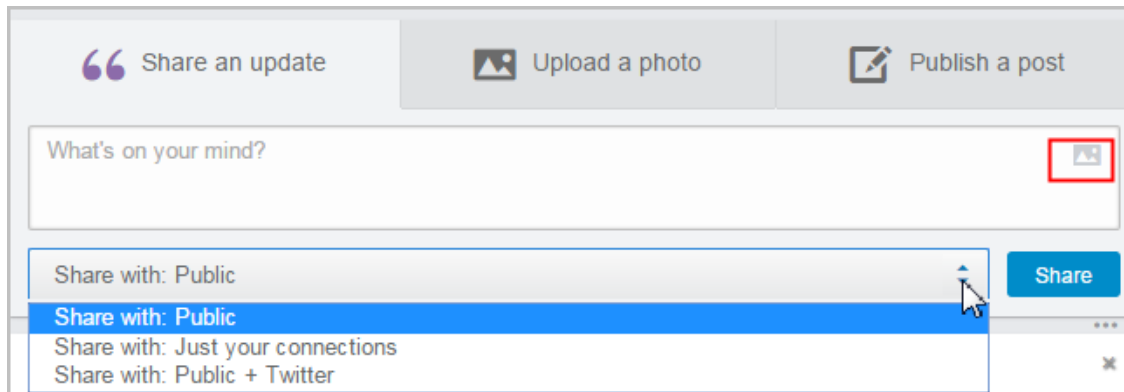 Share an update
Upload a photo
Publish a post
What's on your mind?
Share with: Public
Share
Share with: Public
Share with: Just your connections
Share with: Public + Twitter